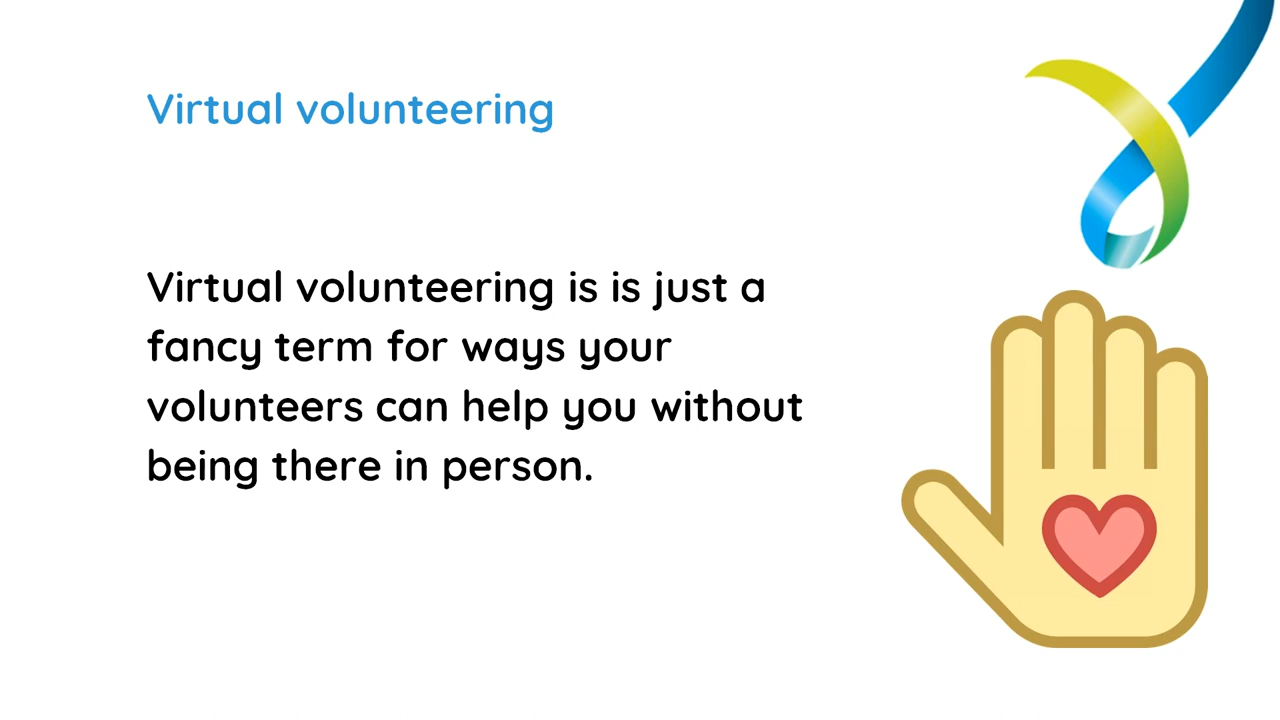 Virtual volunteering
Virtual volunteering is is just a
fancy term for ways your
volunteers can help you without
being there in person.